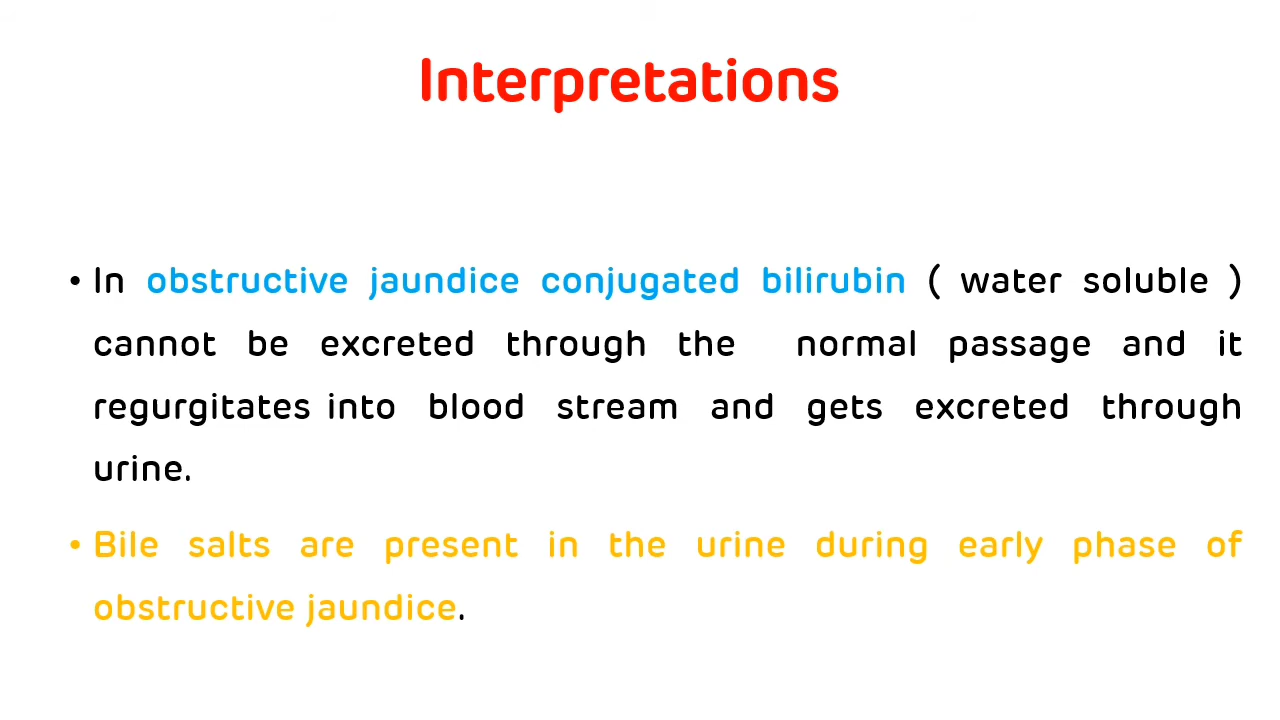 Interpretations
• In obstructive jaundice conjugated bilirubin ( water soluble )
cannot be excreted through the normal passage and it
regurgitates into blood stream and gets excreted through
urine.
• Bile salts are present in the urine during early phase of
obstructive jaundice.